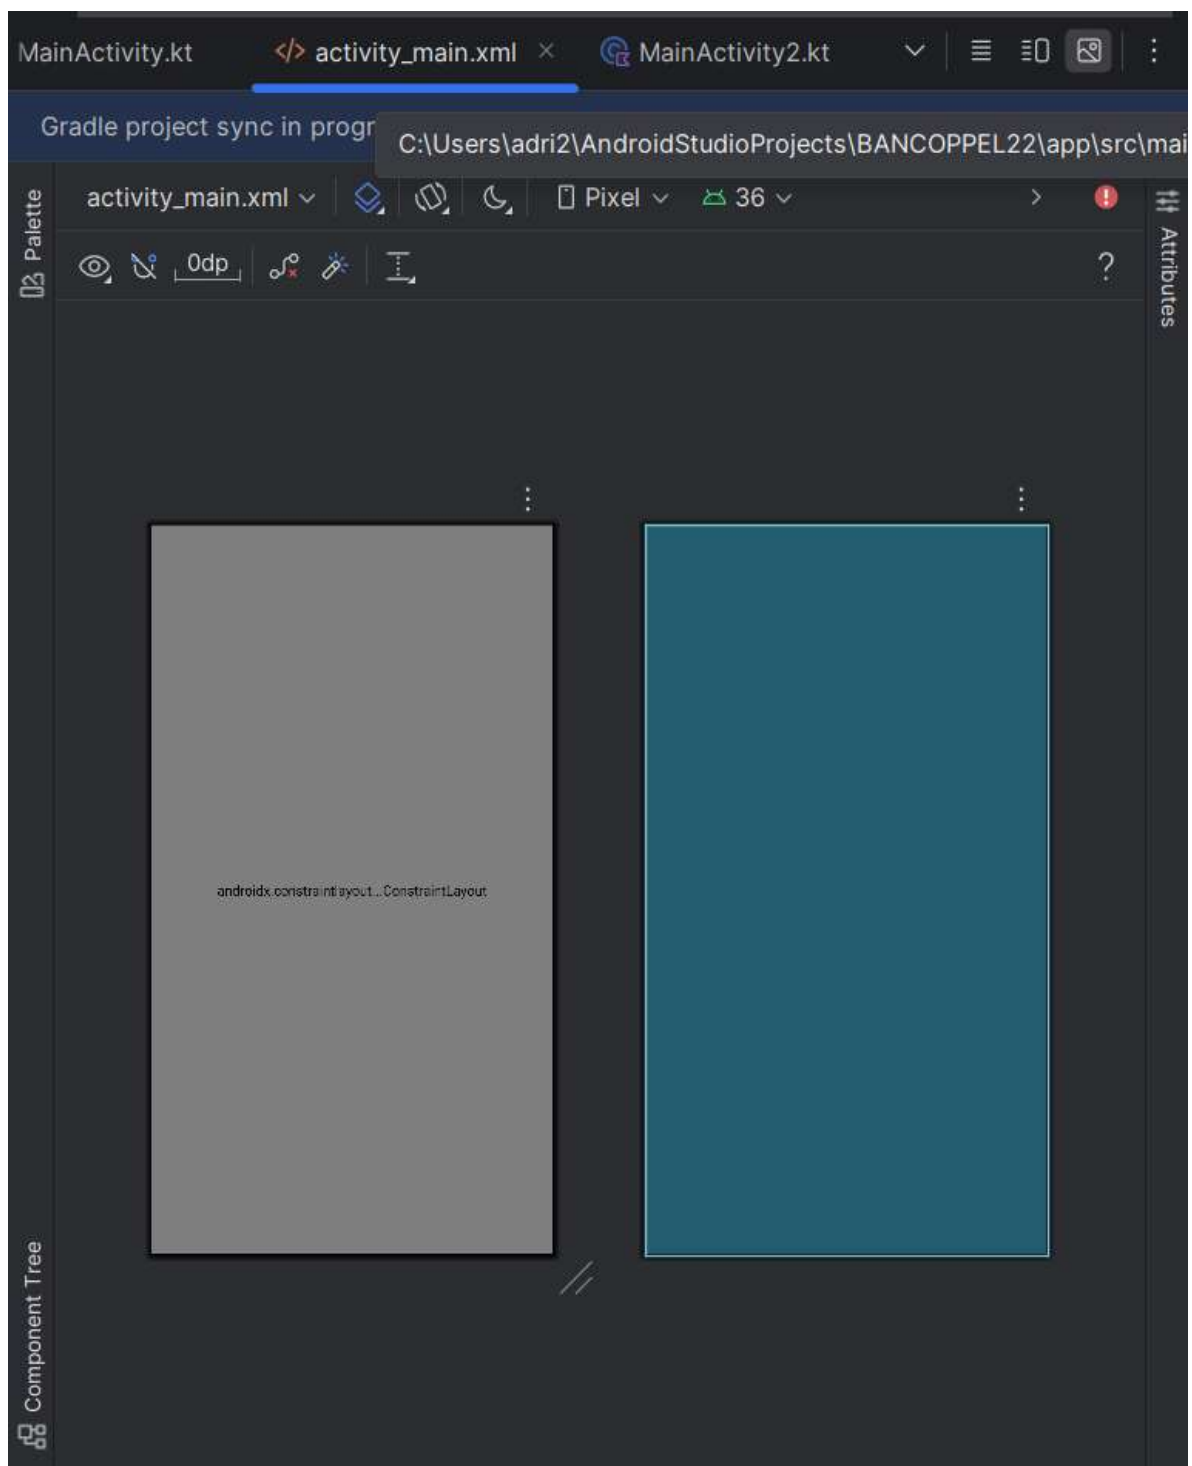 MainActivity.kt </> activity_main.xml × MainActivity2.kt
Gradle project sync in progr
C:\Users\adri2\AndroidStudioProjects\BANCOPPEL22\app\src\mai
activity_main.xml Pixel 36
0dp ?
Palette
Attributes
androidx.constraintlayout...ConstraintLayout
Component Tree